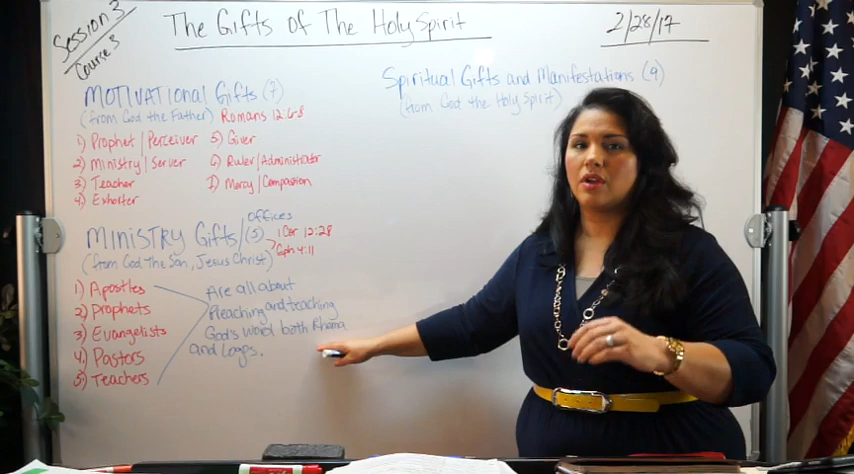 Session 3
Course 3
The Gifts of The Holy Spirit
2/28/17
MOTIVATIONAL Gifts (7)
(from God the Father) Romans 12:6-8
1) Prophet/Perceiver
2) Ministry/Server
3) Teacher
4) Exhorter
5) Giver
6) Ruler/Administrator
7) Mercy/Compassion
MINISTRY Gifts/Offices (5)
1 Cor 12:28
Eph 4:11
(from God The Son, Jesus Christ)
1) Apostles
2) Prophets
3) Evangelists
4) Pastors
5) Teachers
Are all about
Preaching and teaching
God's word both Rhama
and Logos.
Spiritual Gifts and Manifestations (9)
(from God the Holy Spirit)